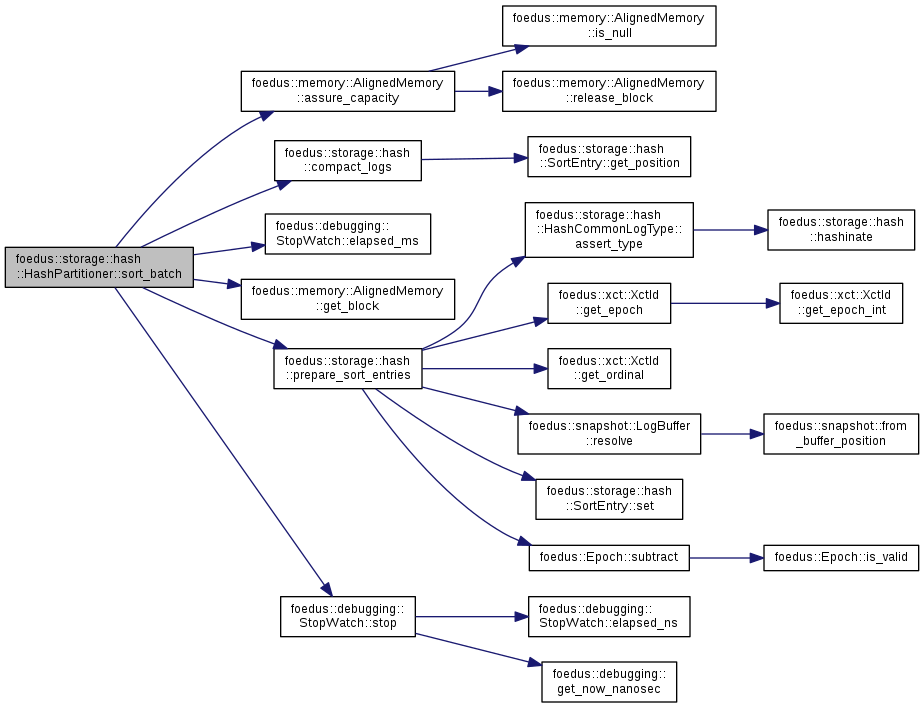 foedus::memory::AlignedMemory
::is_null
foedus::memory::AlignedMemory
::assure_capacity
foedus::memory::AlignedMemory
::release_block
foedus::storage::hash
::compact_logs
foedus::storage::hash
::SortEntry::get_position
foedus::debugging::
StopWatch::elapsed_ms
foedus::storage::hash
::HashCommonLogType::
assert_type
foedus::storage::hash
::hashinate
foedus::storage::hash
::HashPartitioner::sort_batch
foedus::memory::AlignedMemory
::get_block
foedus::xct::XctId
::get_epoch
foedus::xct::XctId
::get_epoch_int
foedus::storage::hash
::prepare_sort_entries
foedus::xct::XctId
::get_ordinal
foedus::snapshot::LogBuffer
::resolve
foedus::snapshot::from
_buffer_position
foedus::storage::hash
::SortEntry::set
foedus::Epoch::subtract
foedus::Epoch::is_valid
foedus::debugging::
StopWatch::stop
foedus::debugging::
StopWatch::elapsed_ns
foedus::debugging::
get_now_nanosec